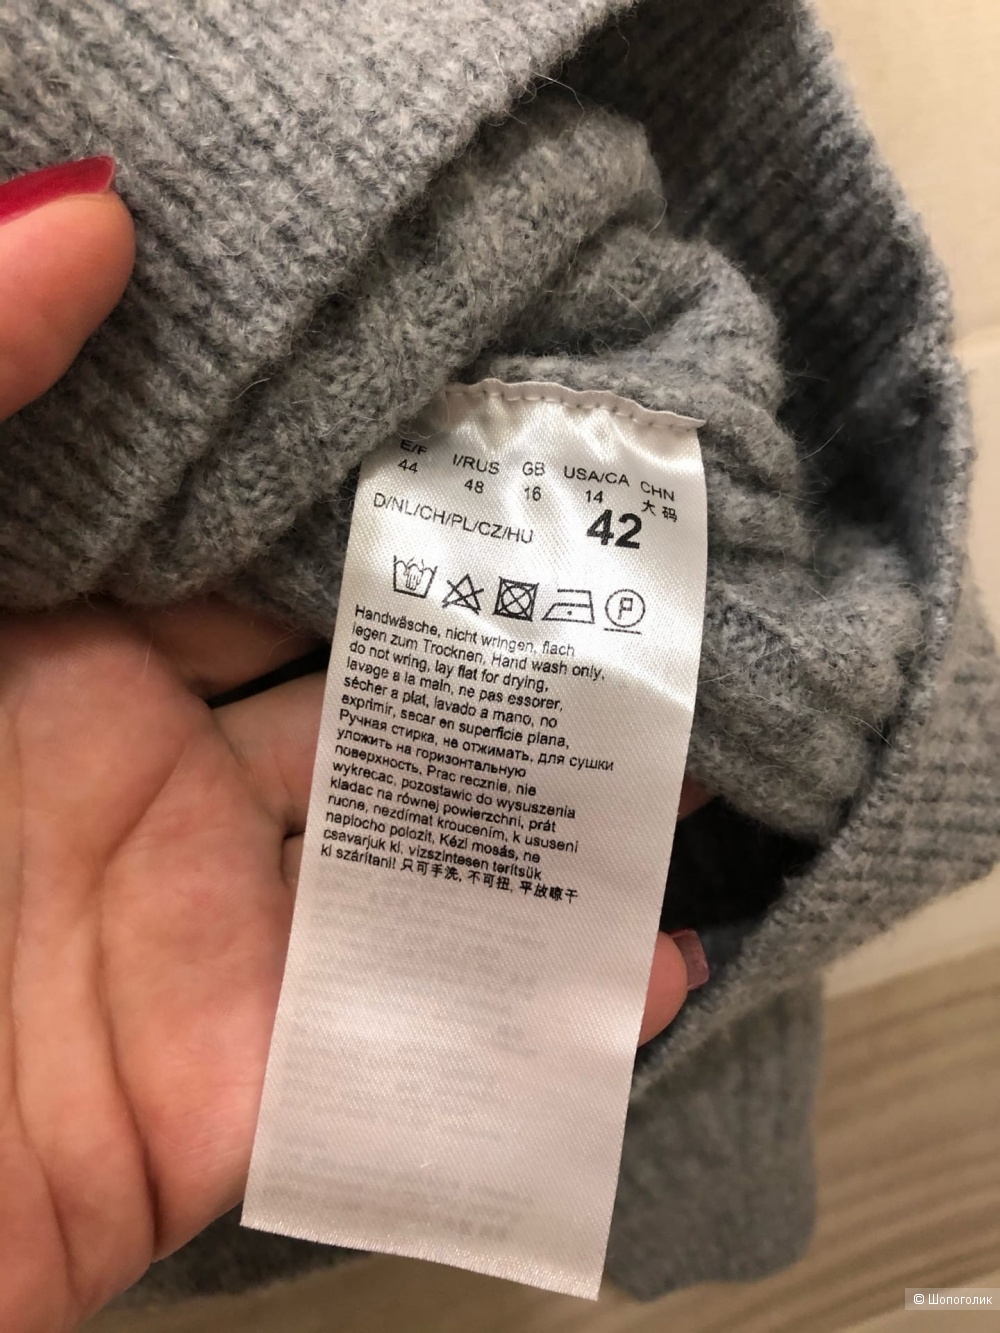 E/F I/RUS GB USA/CA CHN
44 48 16 14 大码
D/NL/CH/PL/CZ/HU 42
P
Handwäsche, nicht wringen, flach
legen zum Trocknen, Hand wash only,
do not wring, lay flat for drying,
lavage a la main, ne pas essorer,
sécher a plat, lavado a mano, no
exprimir, secar en superficie plana,
Ручная стирка, не отжимать, для сушки
уложить на горизонтальную
поверхность, Prac recznie, nie
wykrecac, pozostawic do wysuszenia
kladac na równej powierzchni, prát
rucne, nezdímat kroucením, k ususeni
naplocho polozit, Kézi mosás, ne
csavarjuk ki, vizszintesen terítsük
ki szárítani! 只可手洗, 不可扭, 平放晾干
© Шопоголик